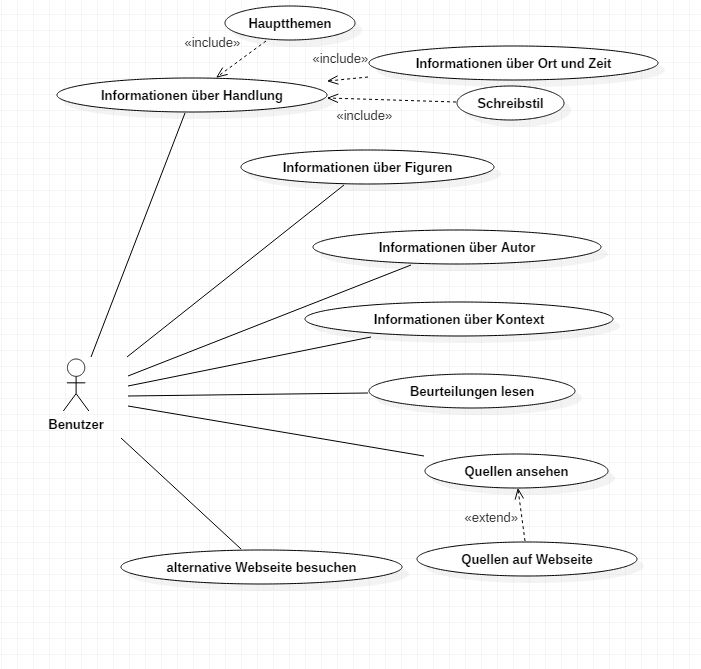 Hauptthemen
«include»
«include»
Informationen über Ort und Zeit
Informationen über Handlung
Schreibstil
«include»
Informationen über Figuren
Informationen über Autor
Informationen über Kontext
Beurteilungen lesen
Benutzer
Quellen ansehen
«extend»
Quellen auf Webseite
alternative Webseite besuchen